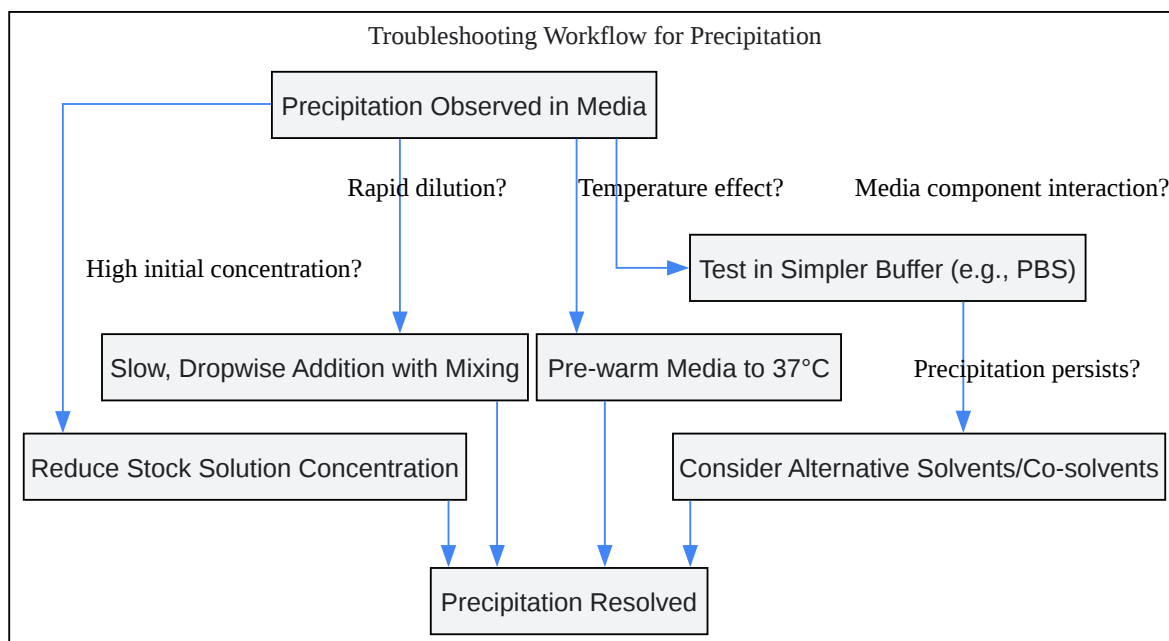 Troubleshooting Workflow for Precipitation
Precipitation Observed in Media
Rapid dilution?
Temperature effect?
Media component interaction?
High initial concentration?
Test in Simpler Buffer (e.g., PBS)
Slow, Dropwise Addition with Mixing
Pre-warm Media to 37°C
Precipitation persists?
Reduce Stock Solution Concentration
Consider Alternative Solvents/Co-solvents
Precipitation Resolved